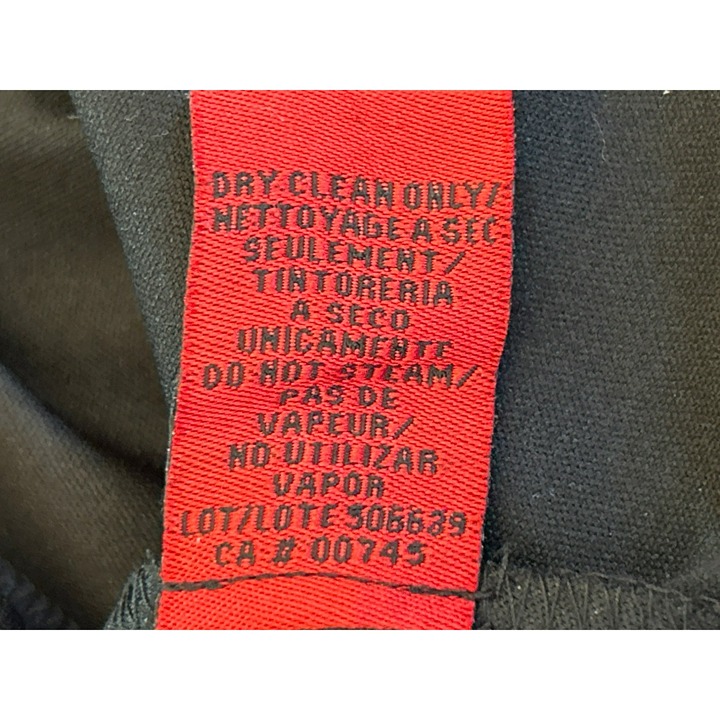 DRY CLEAN ONLY/
NETTOYAGE A SEC
SEULEMENT/
TINTORERIA
A SECO
UNICAMENTE
DO NOT STEAM/
PAS DE
VAPEUR/
NO UTILIZAR
VAPOR
LOT/LOTE 506639
CA # 00745